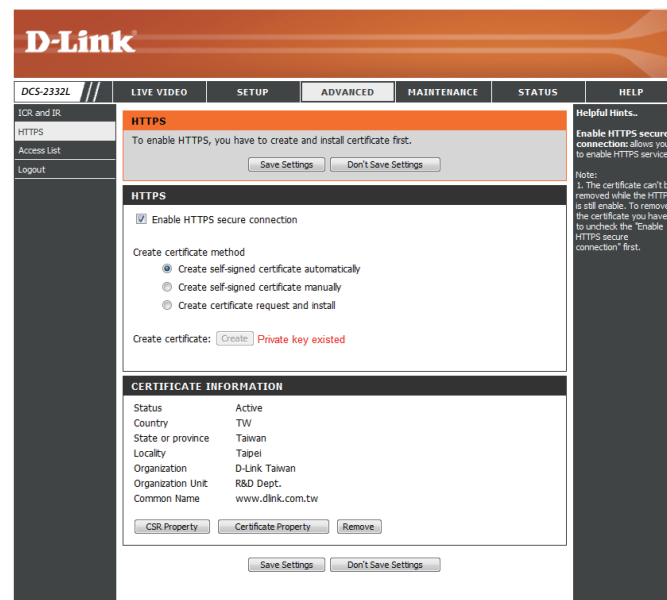 D-Link
DCS-2332L // LIVE VIDEO SETUP ADVANCED MAINTENANCE STATUS HELP
ICR and IR
HTTPS
Access List
Logout
HTTPS
To enable HTTPS, you have to create and install certificate first.
Save Settings Don't Save Settings
HTTPS
Enable HTTPS secure connection
Create certificate method
Create self-signed certificate automatically
Create self-signed certificate manually
Create certificate request and install
Create certificate: Create Private key existed
CERTIFICATE INFORMATION
Status Active
Country TW
State or province Taiwan
Locality Taipei
Organization D-Link Taiwan
Organization Unit R&D Dept.
Common Name www.dlink.com.tw
CSR Property Certificate Property Remove
Save Settings Don't Save Settings
Helpful Hints..
Enable HTTPS secure
connection: allows you
to enable HTTPS service
Note:
1. The certificate can't b
removed while the HTTP
is still enable. To remove
the certificate you have
to uncheck the "Enable
HTTPS secure
connection" first.